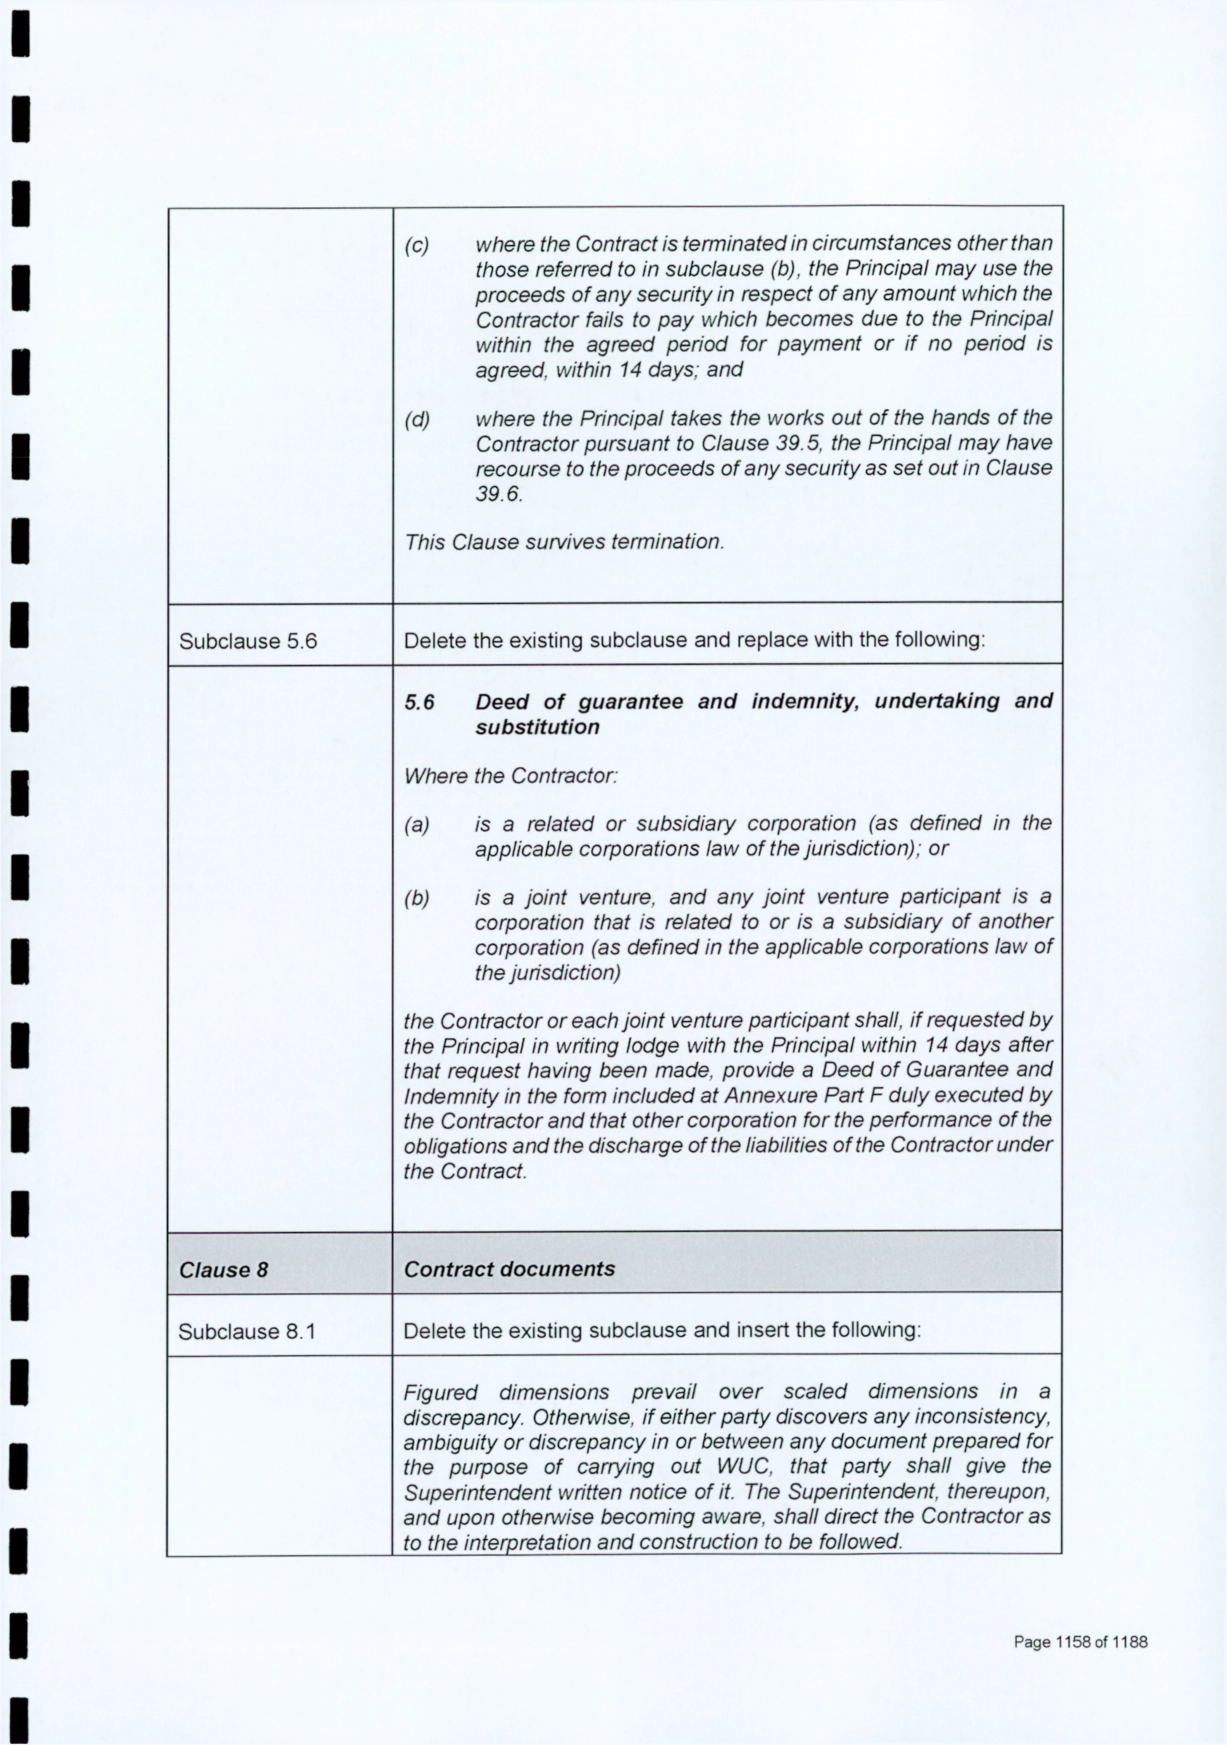 (c) where the Contract is terminated in circumstances other than
those referred to in subclause (b), the Principal may use the
proceeds of any security in respect of any amount which the
Contractor fails to pay which becomes due to the Principal
within the agreed period for payment or if no period is
agreed, within 14 days; and
(d) where the Principal takes the works out of the hands of the
Contractor pursuant to Clause 39.5, the Principal may have
recourse to the proceeds of any security as set out in Clause
39.6.
This Clause survives termination.
Subclause 5.6 Delete the existing subclause and replace with the following:
5.6 Deed of guarantee and indemnity, undertaking and
substitution
Where the Contractor:
(a) is a related or subsidiary corporation (as defined in the
applicable corporations law of the jurisdiction); or
(b) is a joint venture, and any joint venture participant is a
corporation that is related to or is a subsidiary of another
corporation (as defined in the applicable corporations law of
the jurisdiction)
the Contractor or each joint venture participant shall, if requested by
the Principal in writing lodge with the Principal within 14 days after
that request having been made, provide a Deed of Guarantee and
Indemnity in the form included at Annexure Part F duly executed by
the Contractor and that other corporation for the performance of the
obligations and the discharge of the liabilities of the Contractor under
the Contract.
Clause 8 Contract documents
Subclause 8.1 Delete the existing subclause and insert the following:
Figured dimensions prevail over scaled dimensions in a
discrepancy. Otherwise, if either party discovers any inconsistency,
ambiguity or discrepancy in or between any document prepared for
the purpose of carrying out WUC, that party shall give the
Superintendent written notice of it. The Superintendent, thereupon,
and upon otherwise becoming aware, shall direct the Contractor as
to the interpretation and construction to be followed.
Page 1158 of 1188